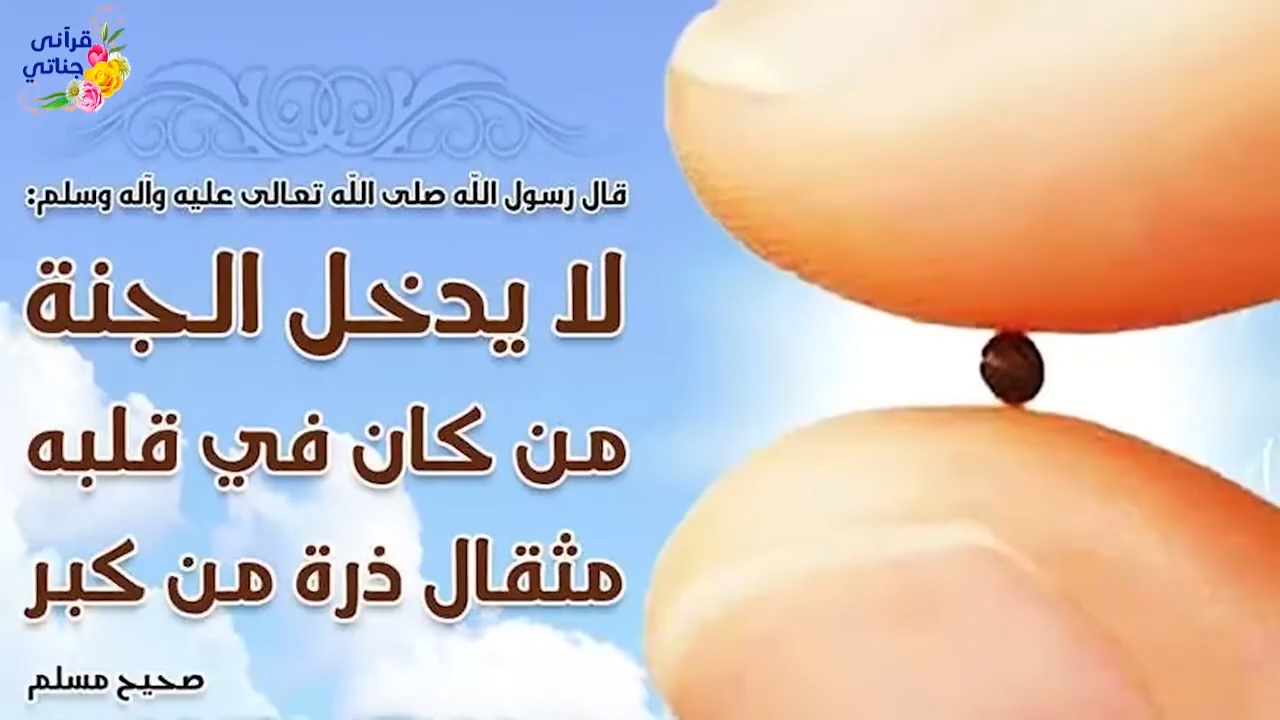 قرآنى
جناتي
قال رسول الله صلى الله تعالى عليه وآله وسلم:
لا يدخل الجنة
من كان في قلبه
مثقال ذرة من كبر
صحيح مسلم